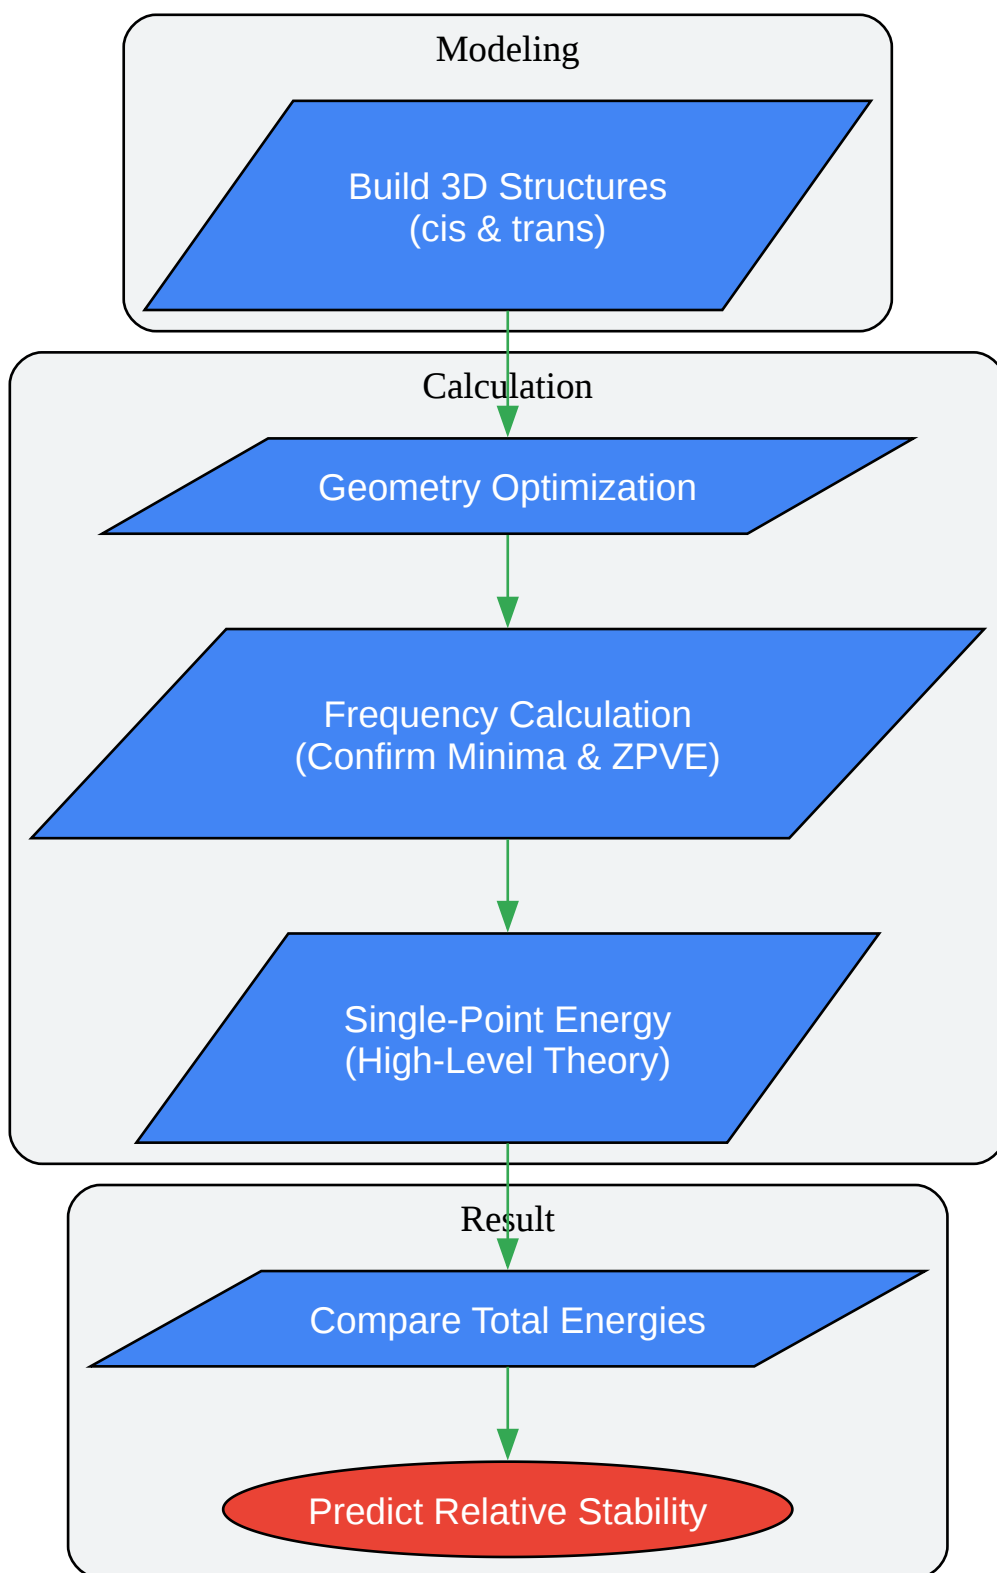 Modeling
Build 3D Structures
(cis & trans)
Calculation
Geometry Optimization
Frequency Calculation
(Confirm Minima & ZPVE)
Single-Point Energy
(High-Level Theory)
Result
Compare Total Energies
Predict Relative Stability